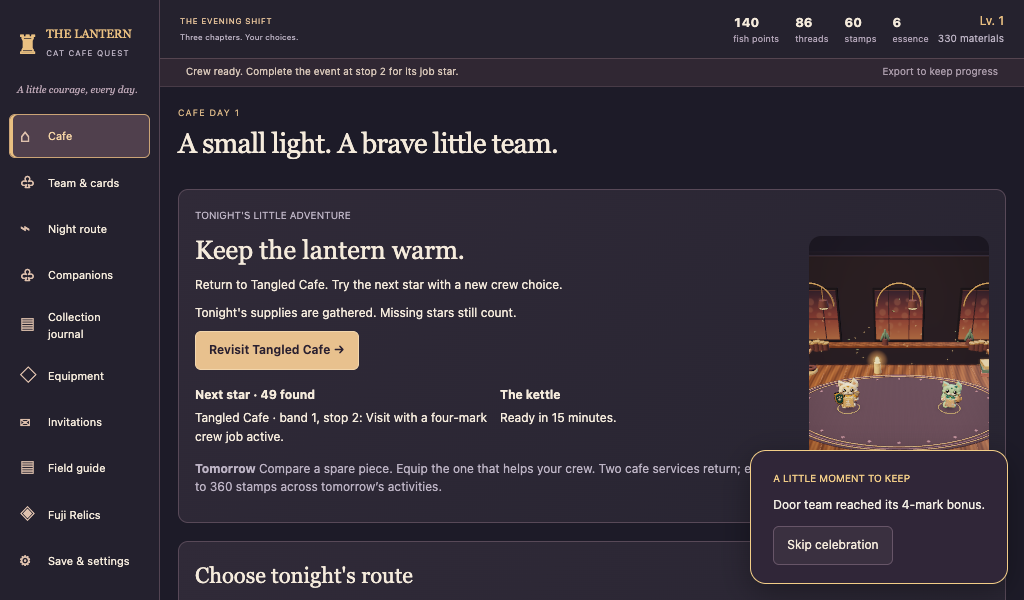 THE LANTERN
CAT CAFE QUEST
A little courage, every day.
Cafe
Team & cards
Night route
Companions
Collection
journal
Equipment
Invitations
Field guide
Fuji Relics
Save & settings
THE EVENING SHIFT
Three chapters. Your choices.
140
fish points
86
threads
60
stamps
6
essence
Lv. 1
330 materials
Crew ready. Complete the event at stop 2 for its job star.
Export to keep progress
CAFE DAY 1
A small light. A brave little team.
TONIGHT'S LITTLE ADVENTURE
Keep the lantern warm.
Return to Tangled Cafe. Try the next star with a new crew choice.
Tonight's supplies are gathered. Missing stars still count.
Revisit Tangled Cafe →
Next star · 49 found
Tangled Cafe · band 1, stop 2: Visit with a four-mark
crew job active.
The kettle
Ready in 15 minutes.
Tomorrow Compare a spare piece. Equip the one that helps your crew. Two cafe services return;
to 360 stamps across tomorrow's activities.
A LITTLE MOMENT TO KEEP
Door team reached its 4-mark bonus.
Skip celebration
Choose tonight's route